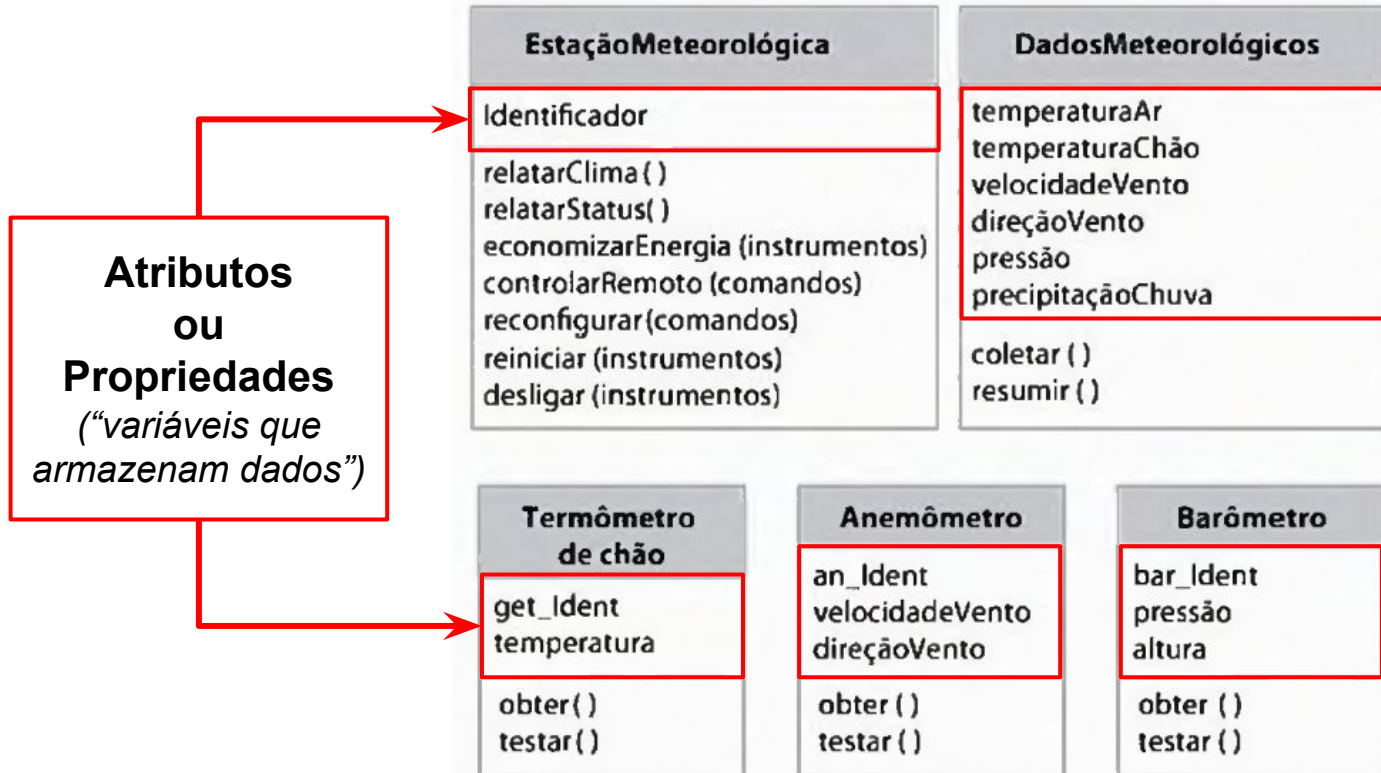 Atributos
ou
Propriedades
(“variáveis que
armazenam dados”)
EstaçãoMeteorológica
Identificador
relatarClima ( )
relatarStatus( )
economizarEnergia (instrumentos)
controlarRemoto (comandos)
reconfigurar (comandos)
reiniciar (instrumentos)
desligar (instrumentos)
DadosMeteorológicos
temperaturaAr
temperaturaChão
velocidadeVento
direçãoVento
pressão
precipitaçãoChuva
coletar ( )
resumir ( )
Termômetro
de chão
get_Ident
temperatura
obter ( )
testar ( )
Anemômetro
an_Ident
velocidadeVento
direçãoVento
obter ( )
testar ( )
Barômetro
bar_Ident
pressão
altura
obter ( )
testar ( )